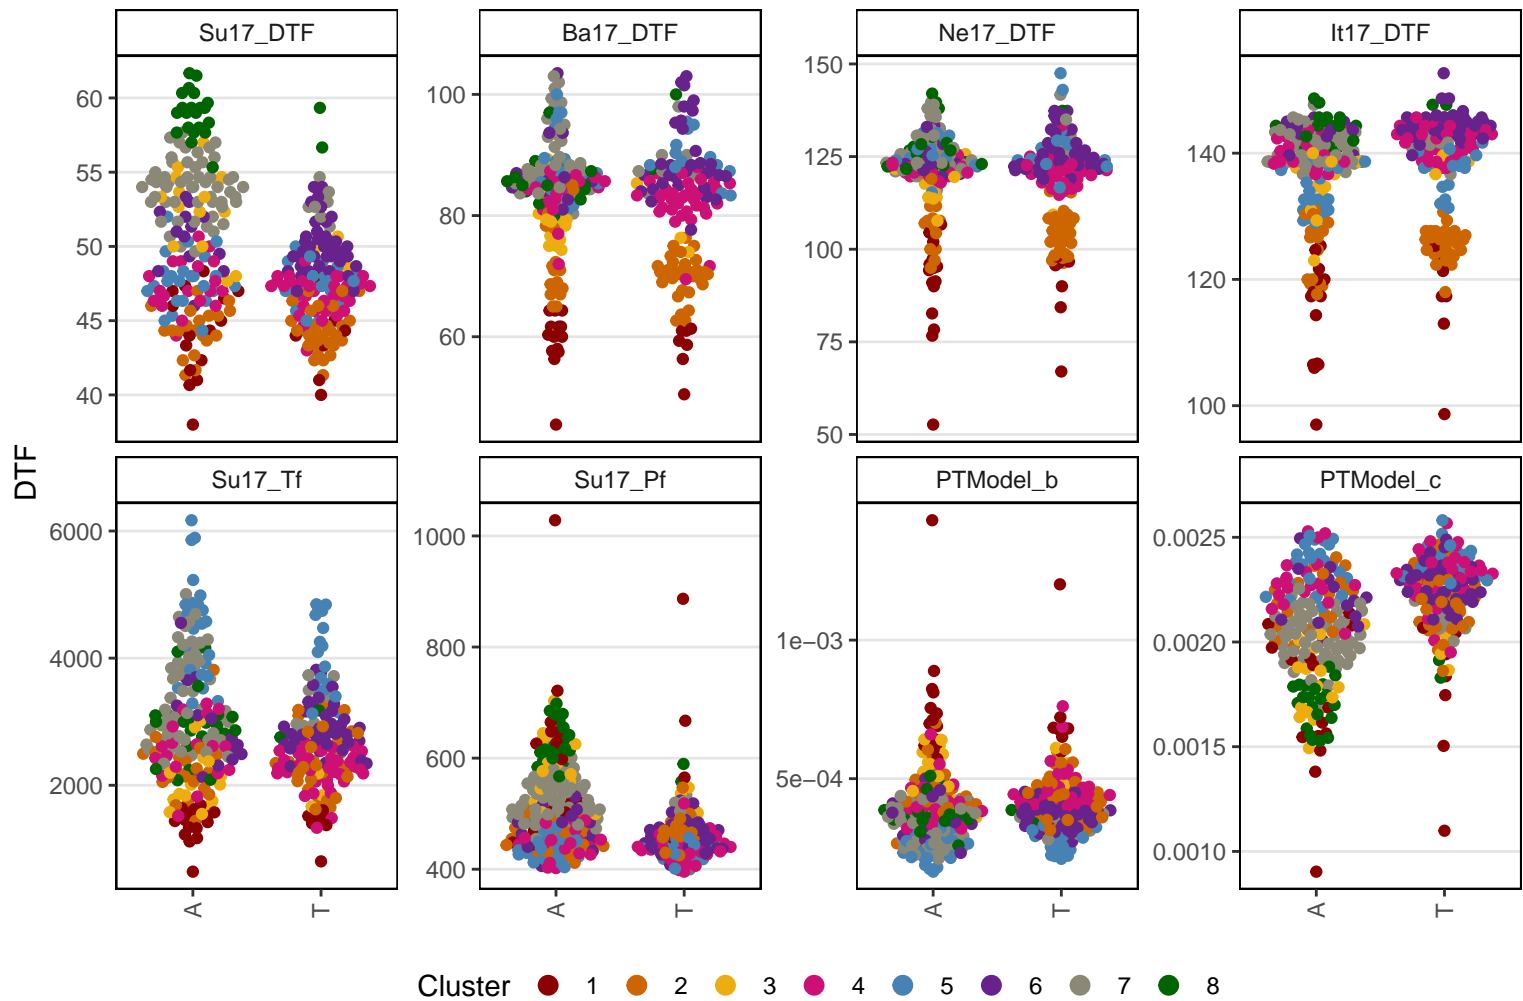 Su17_DTF
Ba17_DTF
Ne17_DTF
It17_DTF
60
55
50
45
40
100
80
60
150
125
100
75
50
140
120
100
DTF
Su17_Tf
Su17_Pf
PTModel_b
PTModel_c
6000
4000
2000
1000
800
600
400
1e−03
5e−04
0.0025
0.0020
0.0015
0.0010
A
T
A
T
A
T
A
T
Cluster 1 2 3 4 5 6 7 8